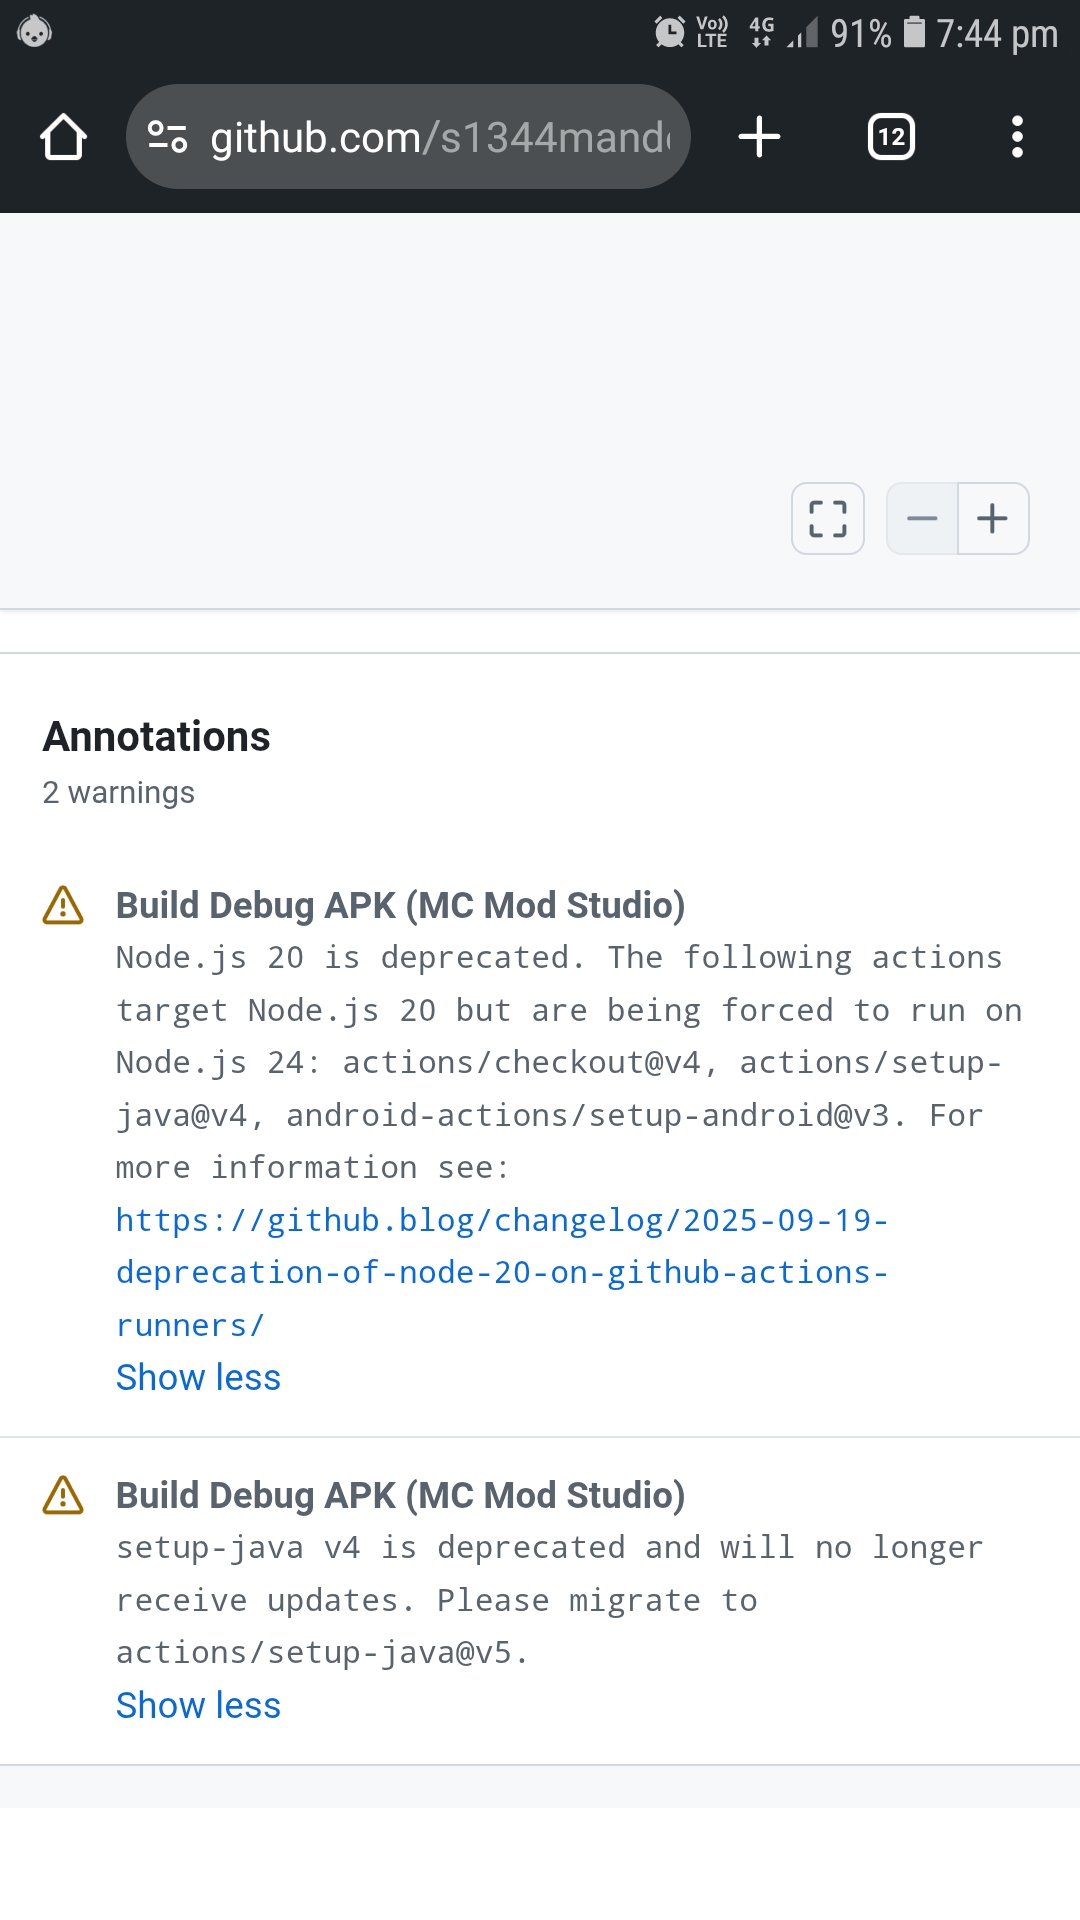 Vo)) LTE 4G 91% 7:44 pm
github.com/s1344mand
12
Annotations
2 warnings
Build Debug APK (MC Mod Studio)
Node.js 20 is deprecated. The following actions
target Node.js 20 but are being forced to run on
Node.js 24: actions/checkout@v4, actions/setup-
java@v4, android-actions/setup-android@v3. For
more information see:
https://github.blog/changelog/2025-09-19-
deprecation-of-node-20-on-github-actions-
runners/
Show less
Build Debug APK (MC Mod Studio)
setup-java v4 is deprecated and will no longer
receive updates. Please migrate to
actions/setup-java@v5.
Show less